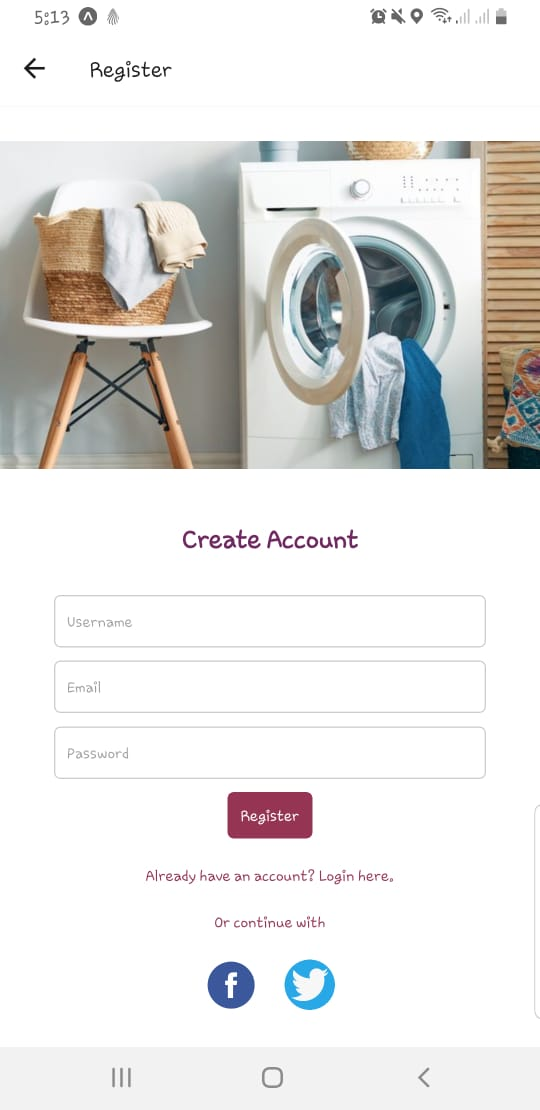 5:13
Register
Create Account
Username
Email
Password
Register
Already have an account? Login here.
Or continue with
f